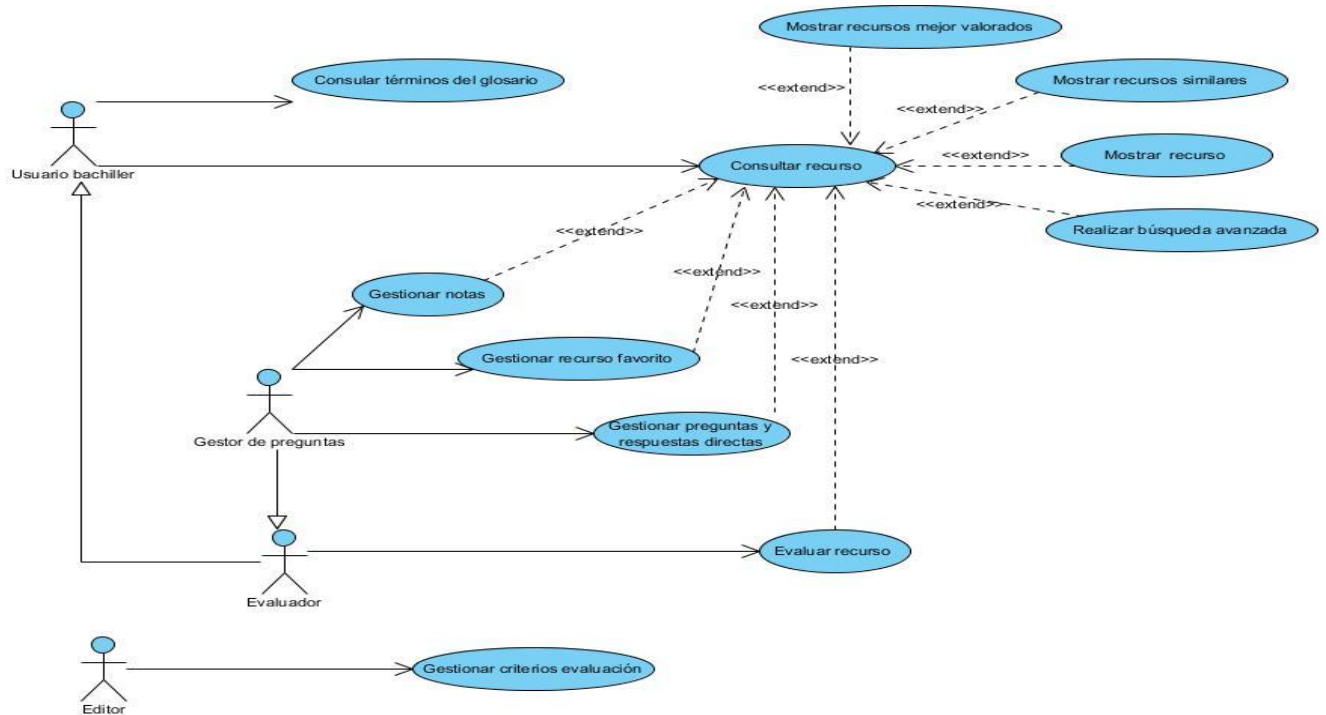 Mostrar recursos mejor valorados
Consular términos del glosario
<<extend>>
Mostrar recursos similares
<<extend>>
Usuario bachiller
Consultar recurso
<<extend>>
Mostrar recurso
<<extend>>
Realizar búsqueda avanzada
<<extend>>
Gestionar notas
<<extend>>
<<extend>>
Gestionar recurso favorito
<<extend>>
Gestor de preguntas
Gestionar preguntas y
respuestas directas
Evaluar recurso
Evaluador
Gestionar criterios evaluación
Editor